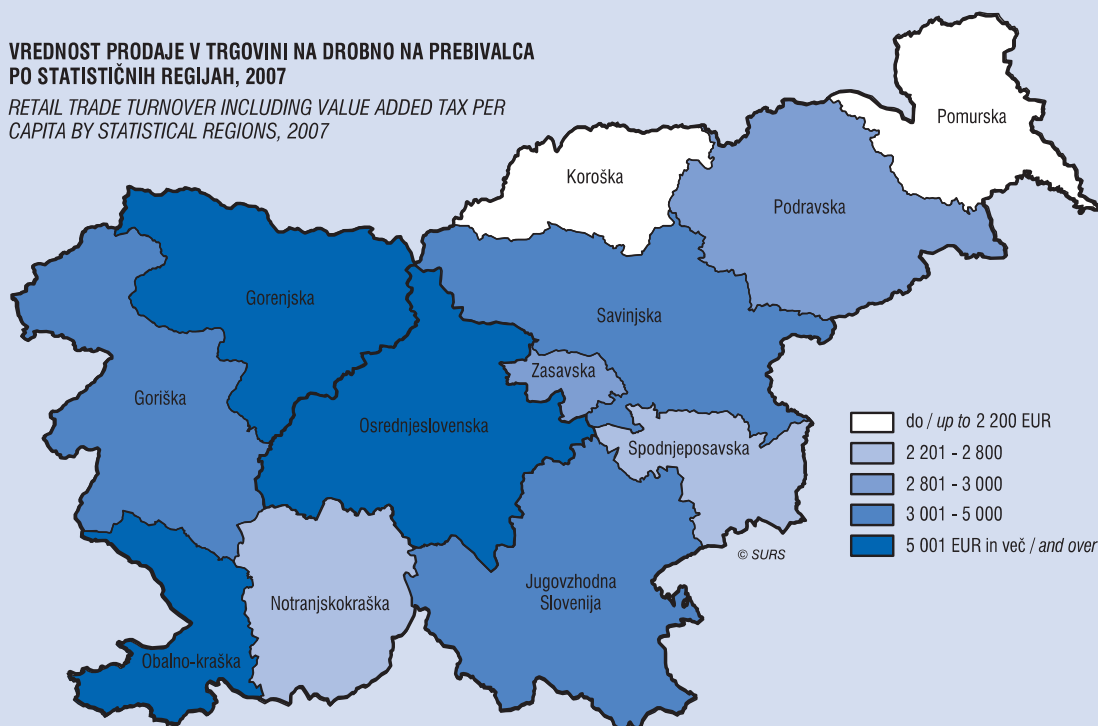 VREDNOST PRODAJE V TRGOVINI NA DROBNO NA PREBIVALCA
PO STATISTIČNIH REGIJAH, 2007
RETAIL TRADE TURNOVER INCLUDING VALUE ADDED TAX PER
CAPITA BY STATISTICAL REGIONS, 2007
Pomurska
Koroška
Podravska
Gorenjska
Savinjska
Zasavska
Goriška
Osrednjeslovenska
Spodnjeposavska
Jugovzhodna
Slovenija
Notranjskokraška
Obalno-kraška
do / up to 2 200 EUR
2 201 - 2 800
2 801 - 3 000
3 001 - 5 000
5 001 EUR in več / and over
© SURS